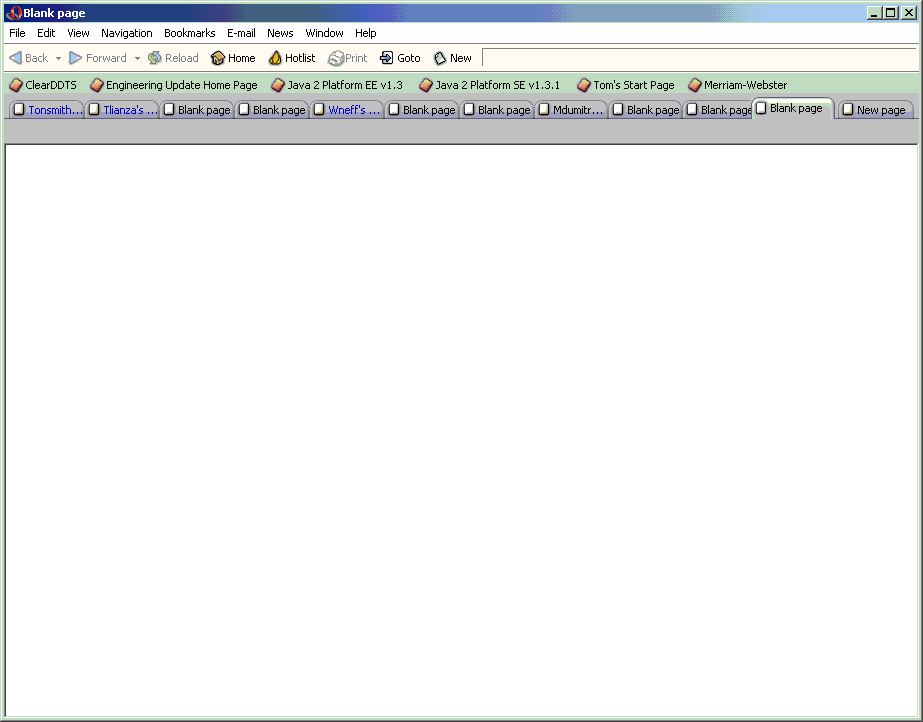 Blank page
File Edit View Navigation Bookmarks E-mail News Window Help
Back Forward Reload Home Hotlist Print Goto New
ClearDDTS Engineering Update Home Page Java 2 Platform EE v1.3 Java 2 Platform SE v1.3.1 Tom's Start Page Merriam-Webster
Tonsmith... Tlianza's ... Blank page Blank page Wneff's ... Blank page Blank page Mdumitr... Blank page Blank page Blank page New page